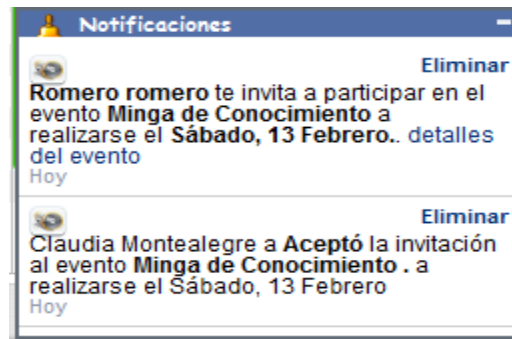 Notificaciones
Eliminar
Romero romero te invita a participar en el
evento Minga de Conocimiento a
realizarse el Sábado, 13 Febrero.. detalles
del evento
Hoy
Eliminar
Claudia Montealegre a Aceptó la invitación
al evento Minga de Conocimiento . a
realizarse el Sábado, 13 Febrero
Hoy